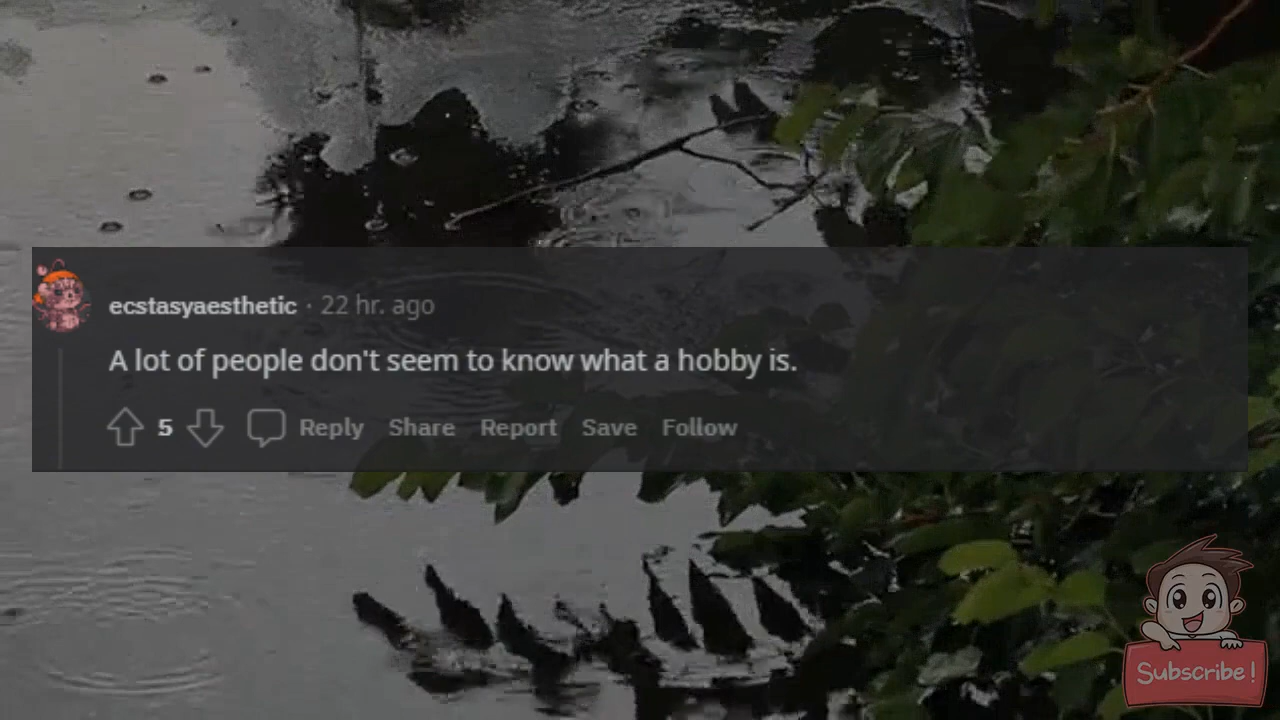 ecstasyaesthetic · 22 hr. ago
A lot of people don't seem to know what a hobby is.
5 Reply Share Report Save Follow
Subscribe!